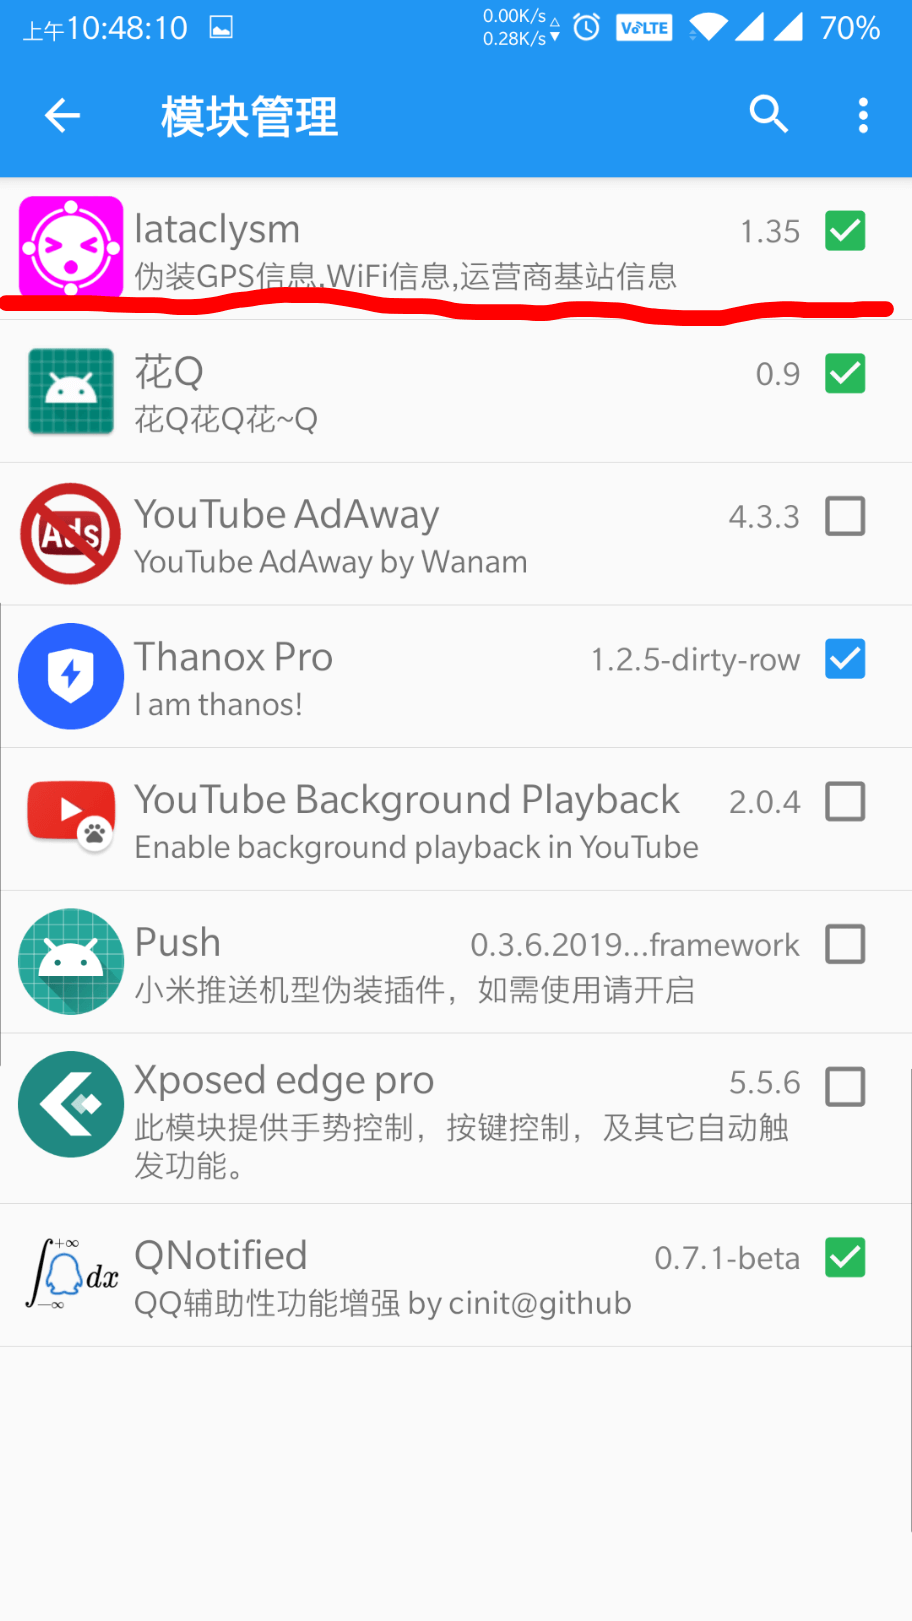 上午10:48:10
0.00K/s
0.28K/s
VoLTE
70%
模块管理
lataclysm
1.35
伪装GPS信息,WiFi信息,运营商基站信息
花Q
0.9
花Q花Q花~Q
Ads
YouTube AdAway
4.3.3
YouTube AdAway by Wanam
Thanox Pro
1.2.5-dirty-row
I am thanos!
YouTube Background Playback
2.0.4
Enable background playback in YouTube
Push
0.3.6.2019...framework
小米推送机型伪装插件，如需使用请开启
Xposed edge pro
5.5.6
此模块提供手势控制，按键控制，及其它自动触
发功能。
∫+∞ −∞ dx
QNotified
0.7.1-beta
QQ辅助性功能增强 by cinit@github